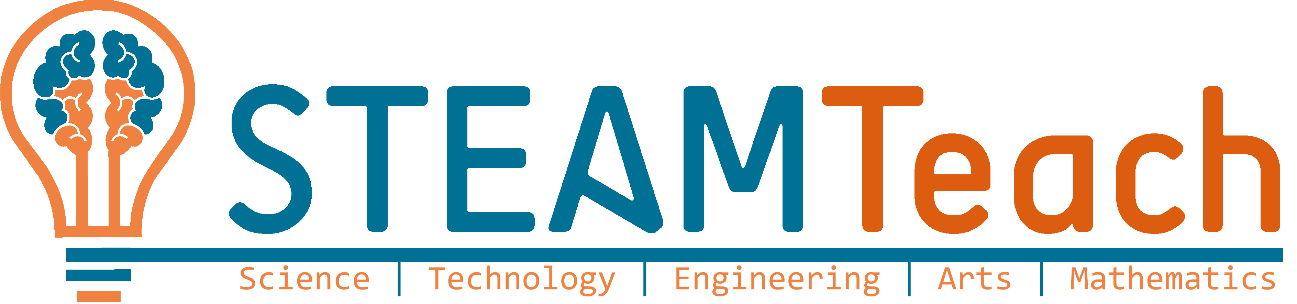 STEAMTeach
Science | Technology | Engineering | Arts | Mathematics